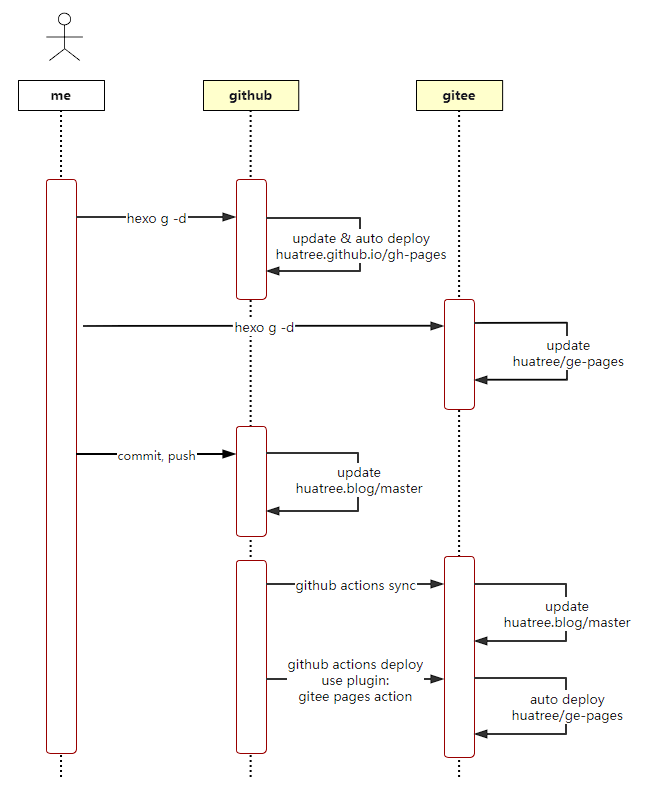 me
github
gitee
hexo g -d
update & auto deploy
huatree.github.io/gh-pages
hexo g -d
update
huatree/ge-pages
commit, push
update
huatree.blog/master
github actions sync
update
huatree.blog/master
github actions deploy
use plugin:
gitee pages action
auto deploy
huatree/ge-pages